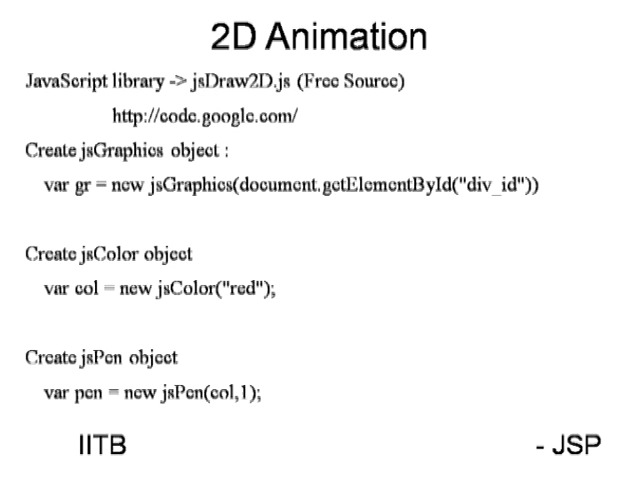 2D Animation
JavaScript library -> jsDraw2D.js (Free Source)
http://code.google.com/
Create jsGraphics object :
var gr = new jsGraphics(document.getElementById("div_id"))
Create jsColor object
var col = new jsColor("red");
Create jsPen object
var pen = new jsPen(col,1);
IITB
- JSP